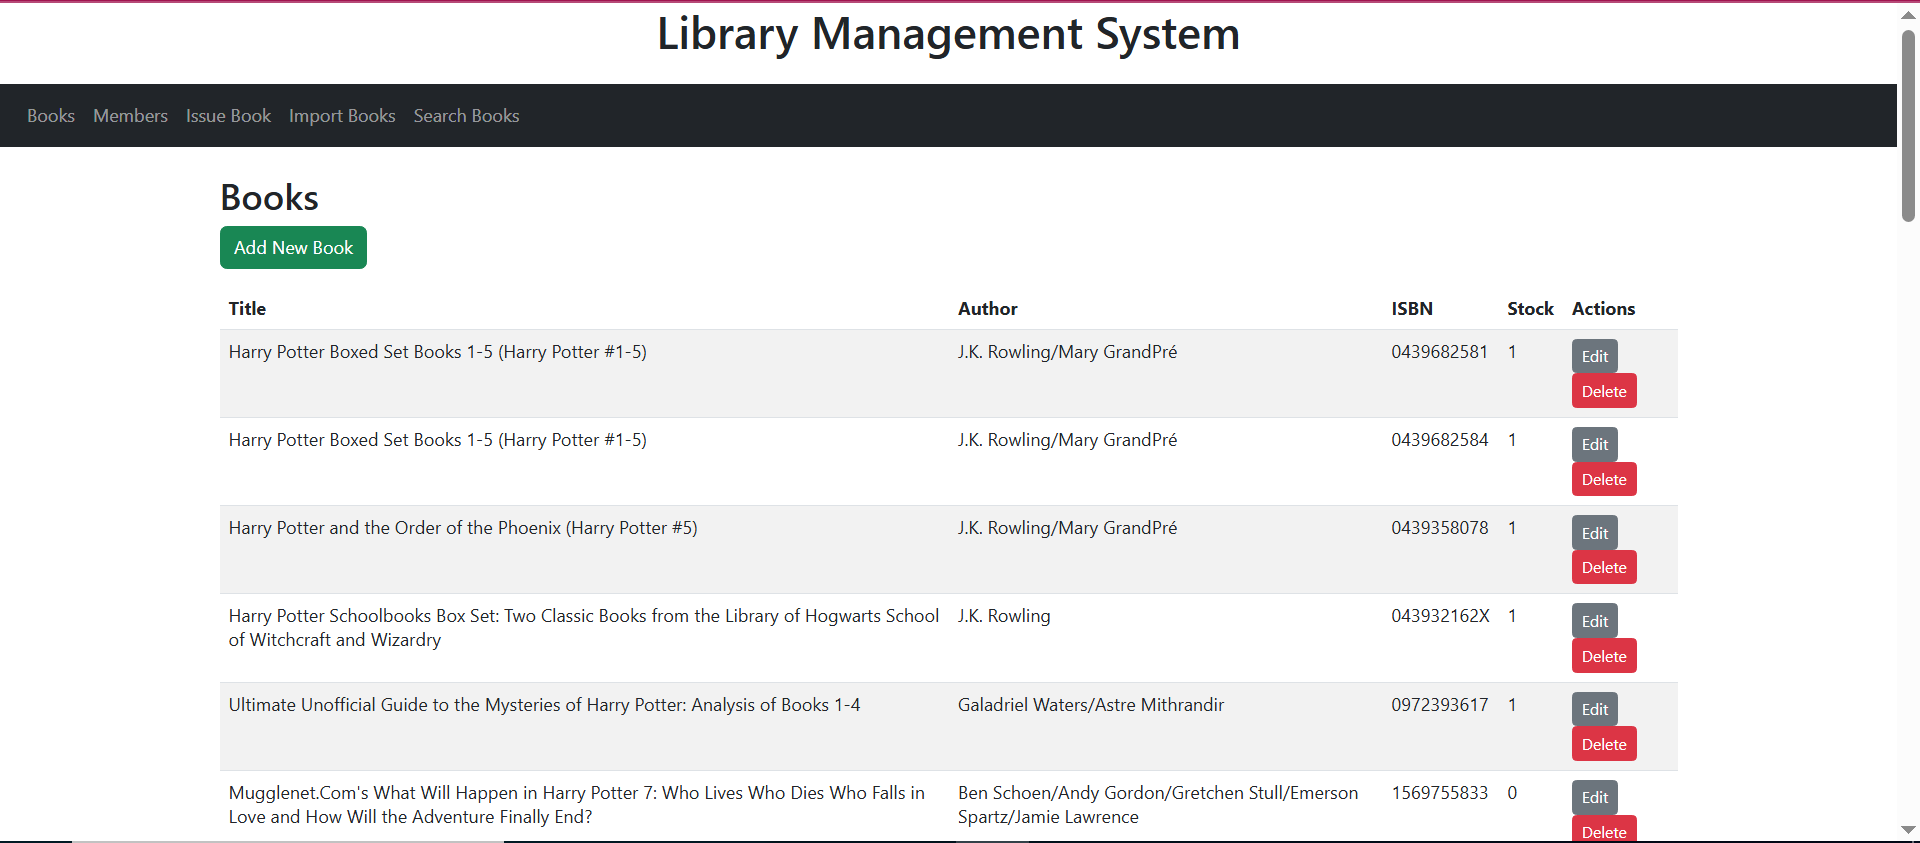 Library Management System
Books Members Issue Book Import Books Search Books
Books
Add New Book
Title Author ISBN Stock Actions
Harry Potter Boxed Set Books 1-5 (Harry Potter #1-5) J.K. Rowling/Mary GrandPré 0439682581 1 Edit
Delete
Harry Potter Boxed Set Books 1-5 (Harry Potter #1-5) J.K. Rowling/Mary GrandPré 0439682584 1 Edit
Delete
Harry Potter and the Order of the Phoenix (Harry Potter #5) J.K. Rowling/Mary GrandPré 0439358078 1 Edit
Delete
Harry Potter Schoolbooks Box Set: Two Classic Books from the Library of Hogwarts School J.K. Rowling 043932162X 1 Edit
of Witchcraft and Wizardry
Delete
Ultimate Unofficial Guide to the Mysteries of Harry Potter: Analysis of Books 1-4 Galadriel Waters/Astre Mithrandir 0972393617 1 Edit
Delete
Mugglenet.Com's What Will Happen in Harry Potter 7: Who Lives Who Dies Who Falls in Ben Schoen/Andy Gordon/Gretchen Stull/Emerson 1569755833 0 Edit
Love and How Will the Adventure Finally End? Spartz/Jamie Lawrence
Delete